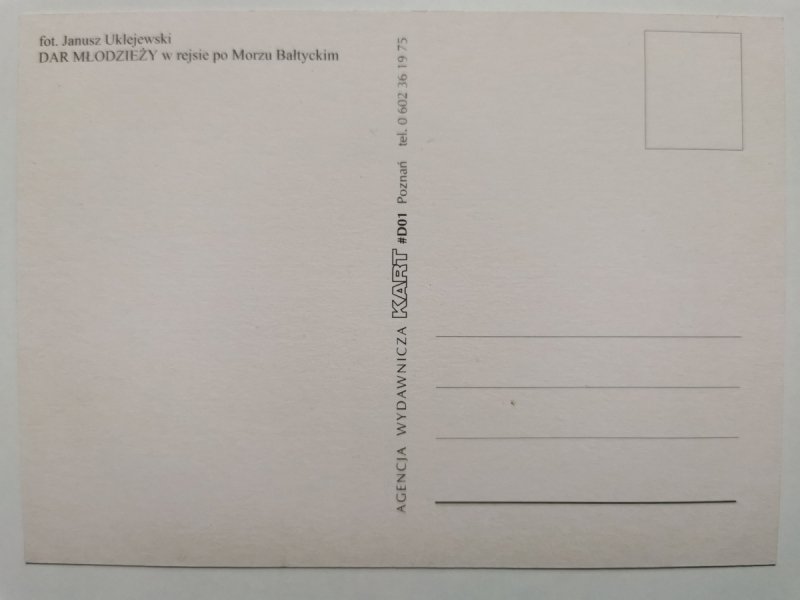 fot. Janusz Uklejewski
DAR MŁODZIEŻY w rejsie po Morzu Bałtyckim
AGENCJA WYDAWNICZA KART #D01 Poznań tel. 0 602 36 19 75